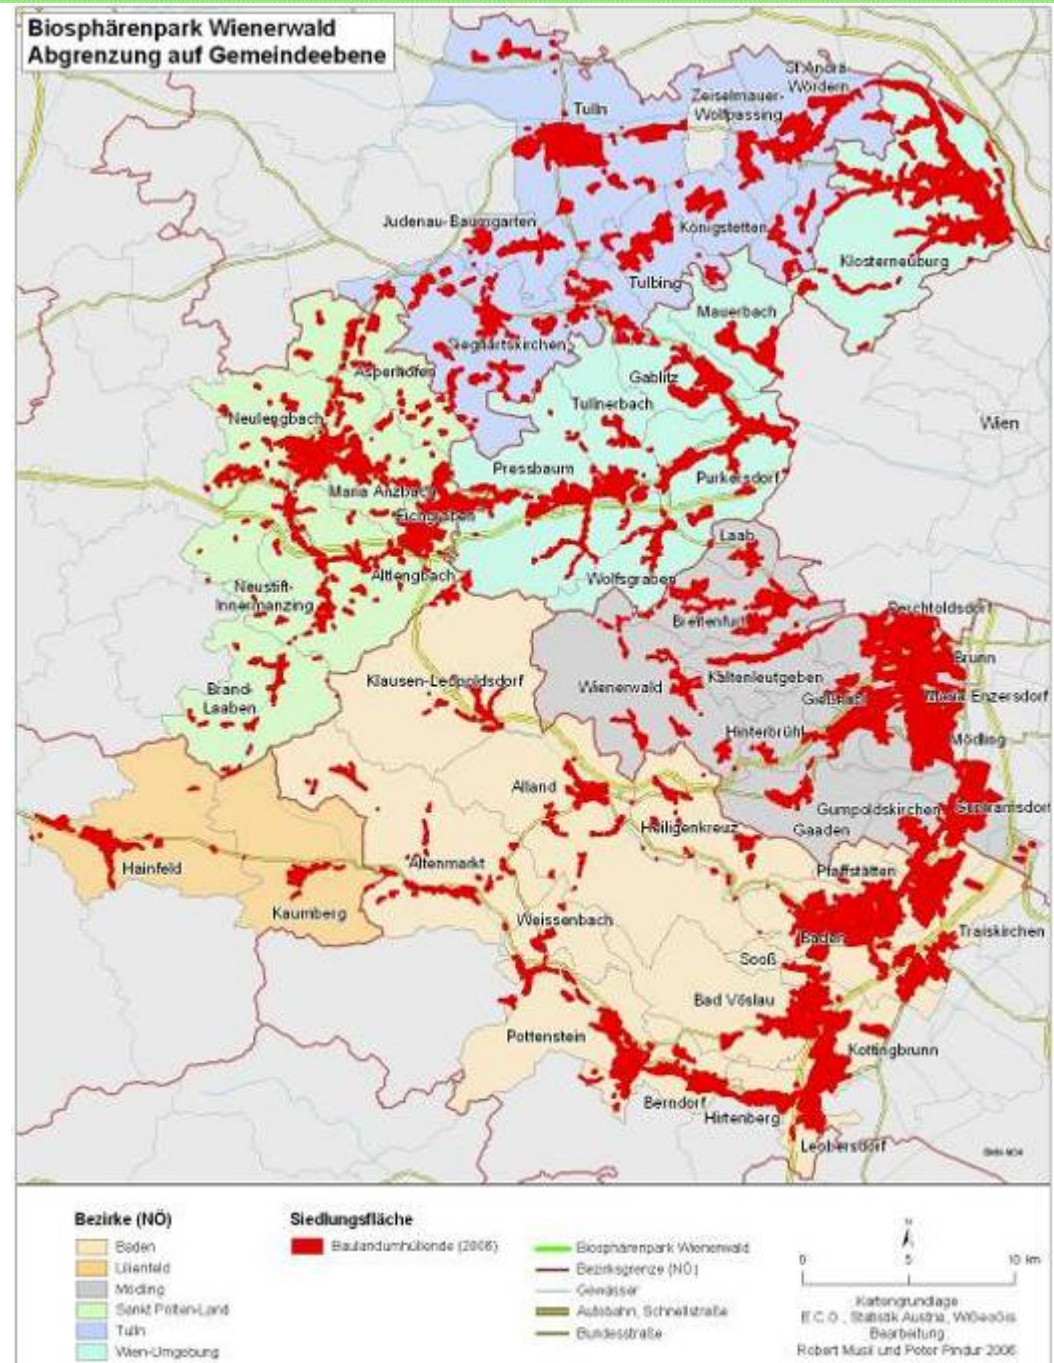 Biosphärenpark Wienerwald
Abgrenzung auf Gemeindeebene
St.Andrä-
Wördern
Zeiselmauer-
Wolfpassing
Tulln
Judenau-Baumgarten
Königstetten
Klosterneuburg
Tulbing
Mauerbach
Sieghartskirchen
Asperhofen
Gablitz
Tullnerbach
Neulengbach
Wien
Pressbaum
Purkersdorf
Maria Anzbach
Eichgraben
Laab
Altlengbach
Wolfsgraben
Neustift-
Innermanzing
Perchtoldsdorf
Breitenfurt
Brunn
Klausen-Leopoldsdorf
Wienerwald
Kaltenleutgeben
Brand-
Laaben
Gießhübl
Maria Enzersdorf
Hinterbrühl
Mödling
Alland
Gumpoldskirchen
Guntramsdorf
Heiligenkreuz
Gaaden
Hainfeld
Altenmarkt
Pfaffstätten
Kaumberg
Weissenbach
Baden
Traiskirchen
Sooß
Bad Vöslau
Pottenstein
Kottingbrunn
Berndorf
Hirtenberg
Leobersdorf
Bezirke (NÖ)
Baden
Lilienfeld
Mödling
Sankt Pölten-Land
Tulln
Wien-Umgebung
Siedlungsfläche
Baulandumhüllende (2006)
Biosphärenpark Wienerwald
Bezirksgrenze (NÖ)
Gewässer
Autobahn, Schnellstraße
Bundesstraße
N
0 5 10 km
Kartengrundlage
E.C.O., Statistik Austria, WiGeoGis
Bearbeitung
Robert Musil und Peter Pindur 2006